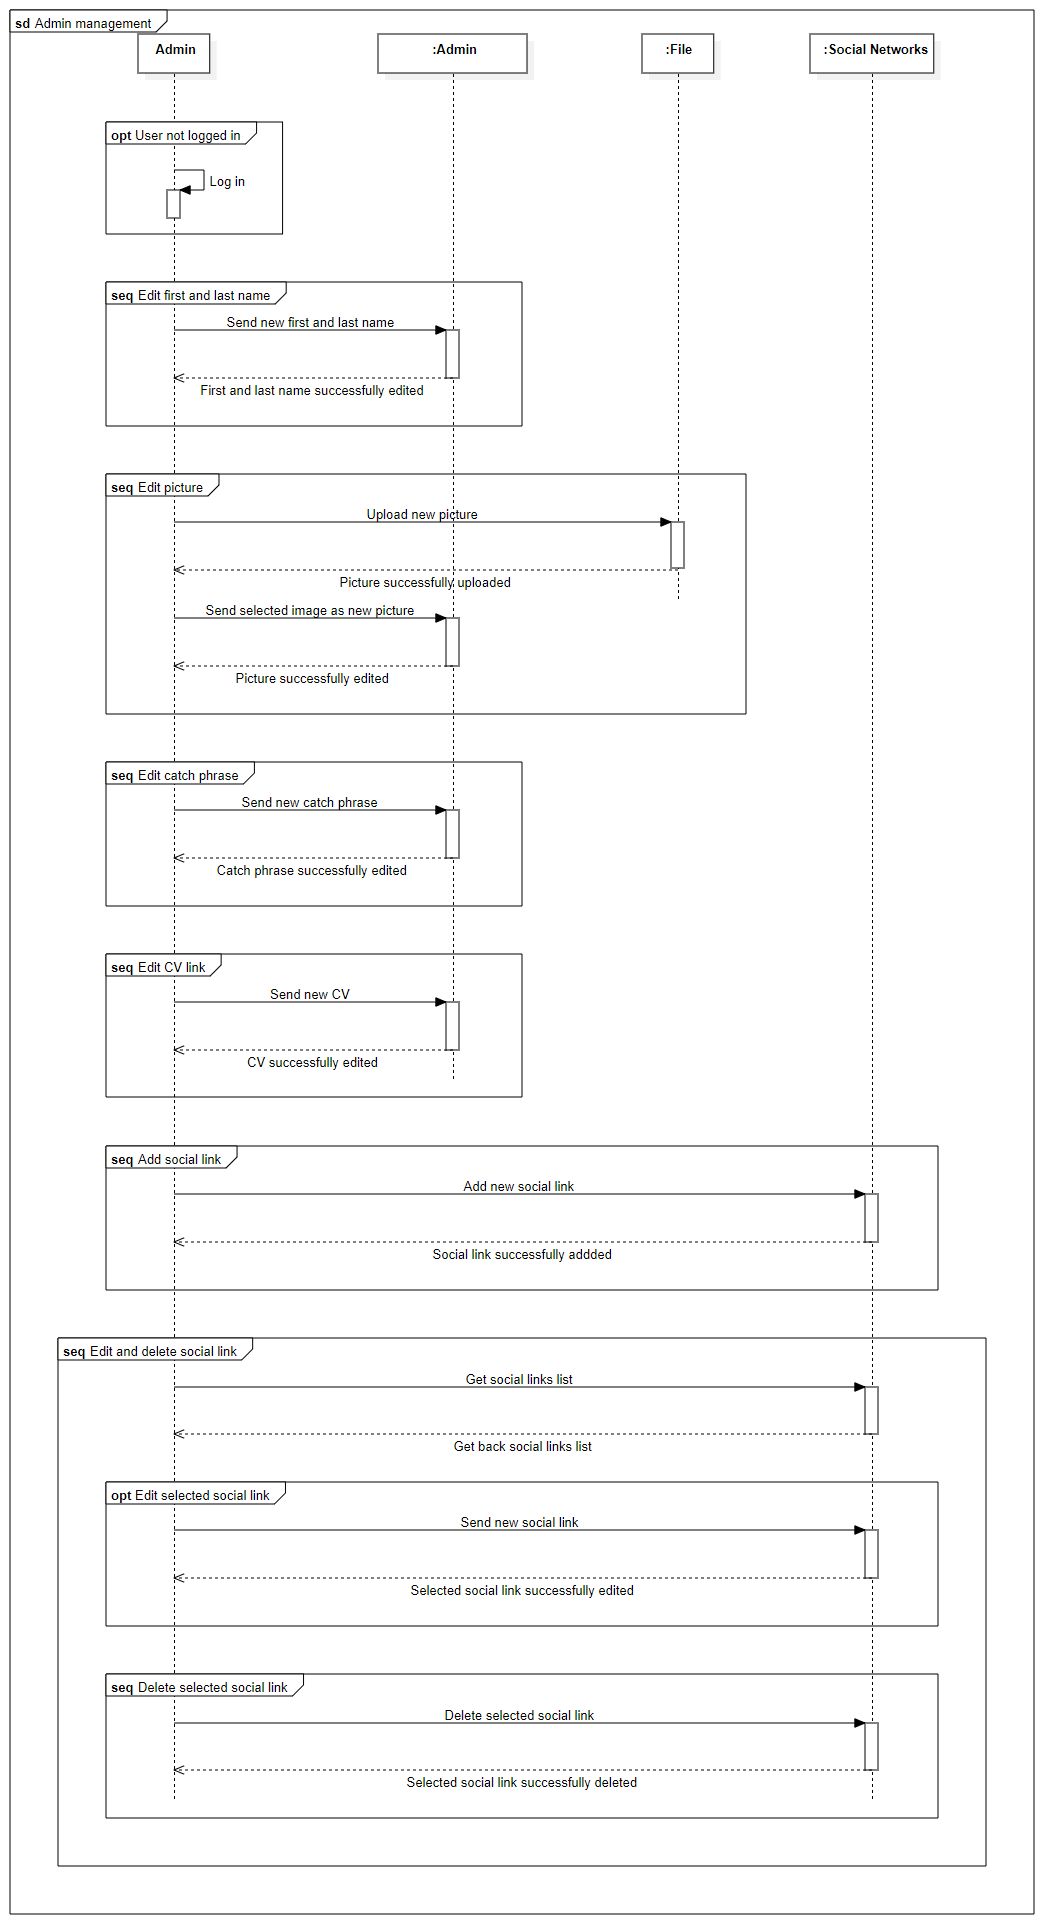 sd Admin management
Admin
:Admin
:File
:Social Networks
opt User not logged in
Log in
seq Edit first and last name
Send new first and last name
First and last name successfully edited
seq Edit picture
Upload new picture
Picture successfully uploaded
Send selected image as new picture
Picture successfully edited
seq Edit catch phrase
Send new catch phrase
Catch phrase successfully edited
seq Edit CV link
Send new CV
CV successfully edited
seq Add social link
Add new social link
Social link successfully addded
seq Edit and delete social link
Get social links list
Get back social links list
opt Edit selected social link
Send new social link
Selected social link successfully edited
seq Delete selected social link
Delete selected social link
Selected social link successfully deleted